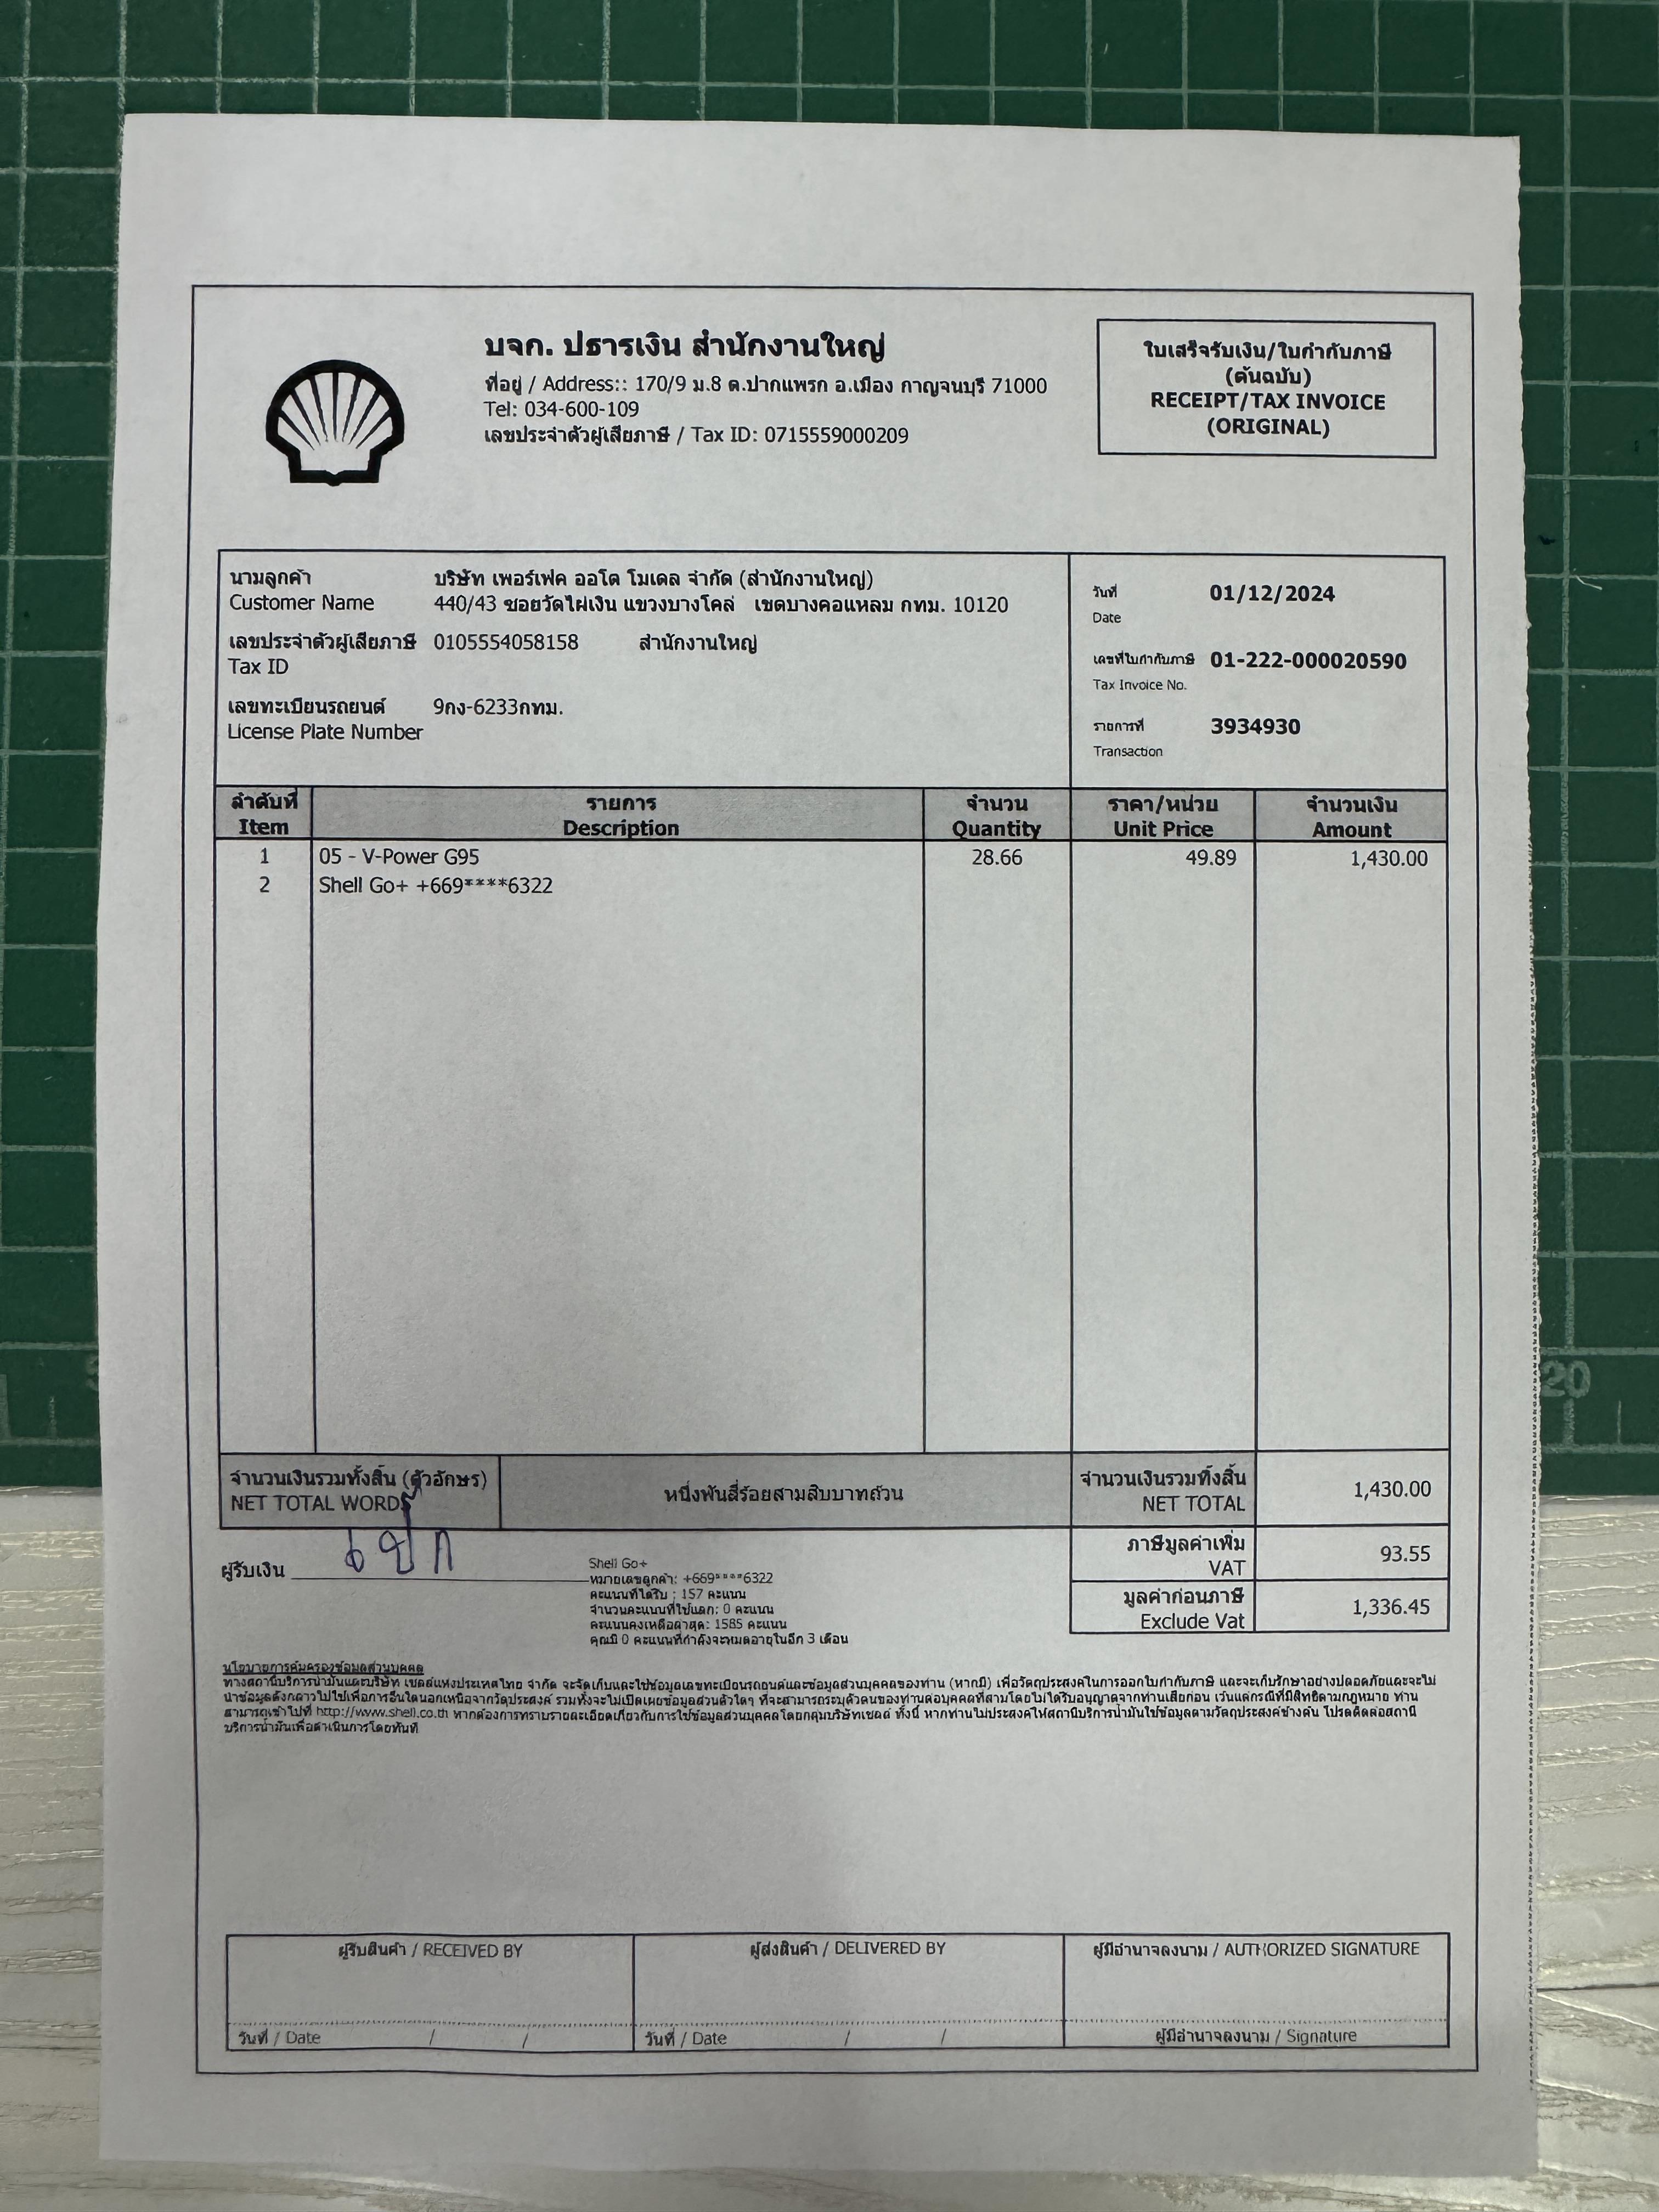 บจก. ปธารเงิน สำนักงานใหญ่
ที่อยู่ / Address:: 170/9 ม.8 ต.ปากแพรก อ.เมือง กาญจนบุรี 71000
Tel: 034-600-109
เลขประจำตัวผู้เสียภาษี / Tax ID: 0715559000209
ใบเสร็จรับเงิน/ใบกำกับภาษี
(ต้นฉบับ)
RECEIPT/TAX INVOICE
(ORIGINAL)
นามลูกค้า บริษัท เพอร์เฟค ออโต โมเดล จำกัด (สำนักงานใหญ่)
Customer Name 440/43 ซอยวัดไผ่เงิน แขวงบางโคล่ เขตบางคอแหลม กทม. 10120
เลขประจำตัวผู้เสียภาษี 0105554058158 สำนักงานใหญ่
Tax ID
เลขทะเบียนรถยนต์ 9กง-6233กทม.
License Plate Number
วันที่ 01/12/2024
Date
เลขที่ใบกำกับภาษี 01-222-000020590
Tax Invoice No.
รายการที่ 3934930
Transaction
ลำดับที่ รายการ จำนวน ราคา/หน่วย จำนวนเงิน
Item Description Quantity Unit Price Amount
1 05 - V-Power G95 28.66 49.89 1,430.00
2 Shell Go+ +669****6322
จำนวนเงินรวมทั้งสิ้น (ตัวอักษร) หนึ่งพันสี่ร้อยสามสิบบาทถ้วน จำนวนเงินรวมทั้งสิ้น 1,430.00
NET TOTAL WORDS NET TOTAL
ภาษีมูลค่าเพิ่ม 93.55
VAT
มูลค่าก่อนภาษี 1,336.45
Exclude Vat
ผู้รับเงิน
Shell Go+
หมายเลขลูกค้า: +669****6322
คะแนนที่ได้รับ : 157 คะแนน
จำนวนคะแนนที่ใช้แลก: 0 คะแนน
คะแนนคงเหลือล่าสุด: 1585 คะแนน
คุณมี 0 คะแนนที่กำลังจะหมดอายุในอีก 3 เดือน
นโยบายการคุ้มครองข้อมูลส่วนบุคคล
ทางสถานีบริการน้ำมันและบริษัท เชลล์แห่งประเทศไทย จำกัด จะจัดเก็บและใช้ข้อมูลเลขทะเบียนรถยนต์และข้อมูลส่วนบุคคลของท่าน (หากมี) เพื่อวัตถุประสงค์ในการออกใบกำกับภาษี และจะเก็บรักษาอย่างปลอดภัยและจะไม่
นำข้อมูลดังกล่าวไปใช้เพื่อการอื่นใดนอกเหนือจากวัตถุประสงค์ รวมทั้งจะไม่เปิดเผยข้อมูลส่วนตัวใดๆ ที่จะสามารถระบุตัวตนของท่านต่อบุคคลที่สามโดยไม่ได้รับอนุญาตจากท่านเสียก่อน เว้นแต่กรณีที่มีสิทธิตามกฎหมาย ท่าน
สามารถเข้าไปที่ http://www.shell.co.th หากต้องการทราบรายละเอียดเกี่ยวกับการใช้ข้อมูลส่วนบุคคลโดยกลุ่มบริษัทเชลล์ ทั้งนี้ หากท่านไม่ประสงค์ให้สถานีบริการน้ำมันใช้ข้อมูลตามวัตถุประสงค์ข้างต้น โปรดติดต่อสถานี
บริการน้ำมันเพื่อดำเนินการโดยทันที
ผู้รับสินค้า / RECEIVED BY ผู้ส่งสินค้า / DELIVERED BY ผู้มีอำนาจลงนาม / AUTHORIZED SIGNATURE
วันที่ / Date / / วันที่ / Date / / ผู้มีอำนาจลงนาม / Signature
20